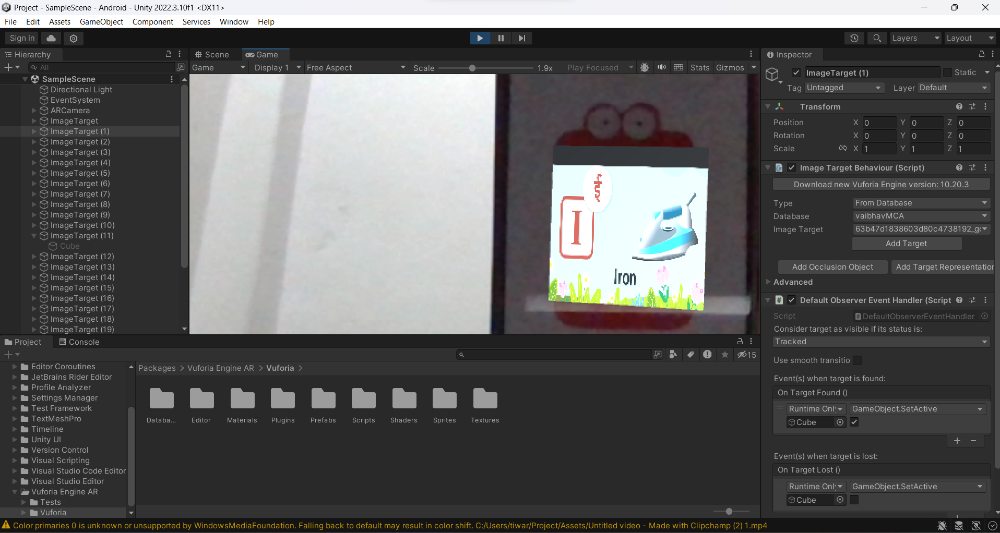 Project - SampleScene - Android - Unity 2022.3.10f1 <DX11>
File Edit Assets GameObject Component Services Window Help
Sign in
Layers Layout
Hierarchy
All
SampleScene
Directional Light
EventSystem
ARCamera
ImageTarget
ImageTarget (1)
ImageTarget (2)
ImageTarget (3)
ImageTarget (4)
ImageTarget (5)
ImageTarget (6)
ImageTarget (7)
ImageTarget (8)
ImageTarget (9)
ImageTarget (10)
ImageTarget (11)
Cube
ImageTarget (12)
ImageTarget (13)
ImageTarget (14)
ImageTarget (15)
ImageTarget (16)
ImageTarget (17)
ImageTarget (18)
ImageTarget (19)
Scene Game
Game Display 1 Free Aspect Scale 1.9x Play Focused Stats Gizmos
I
Iron
Inspector
ImageTarget (1) Static
Tag Untagged Layer Default
Transform
Position X 0 Y 0 Z 0
Rotation X 0 Y 0 Z 0
Scale X 1 Y 1 Z 1
Image Target Behaviour (Script)
Download new Vuforia Engine version: 10.20.3
Type From Database
Database vaibhavMCA
Image Target 63b47d1838603d80c4738192_g
Add Target
Add Occlusion Object Add Target Representation
Advanced
Default Observer Event Handler (Script
Script DefaultObserverEventHandler
Consider target as visible if its status is:
Tracked
Use smooth transitio
Event(s) when target is found:
On Target Found ()
Runtime Onl GameObject.SetActive
Cube
Event(s) when target is lost:
On Target Lost ()
Runtime Onl GameObject.SetActive
Cube
Project Console
15
Editor Coroutines
JetBrains Rider Editor
Profile Analyzer
Settings Manager
Test Framework
TextMeshPro
Timeline
Unity UI
Version Control
Visual Scripting
Visual Studio Code Editor
Visual Studio Editor
Vuforia Engine AR
Tests
Vuforia
Packages > Vuforia Engine AR > Vuforia >
Databa... Editor Materials Plugins Prefabs Scripts Shaders Sprites Textures
Color primaries 0 is unknown or unsupported by WindowsMediaFoundation. Falling back to default may result in color shift. C:/Users/tiwar/Project/Assets/Untitled video - Made with Clipchamp (2) 1.mp4